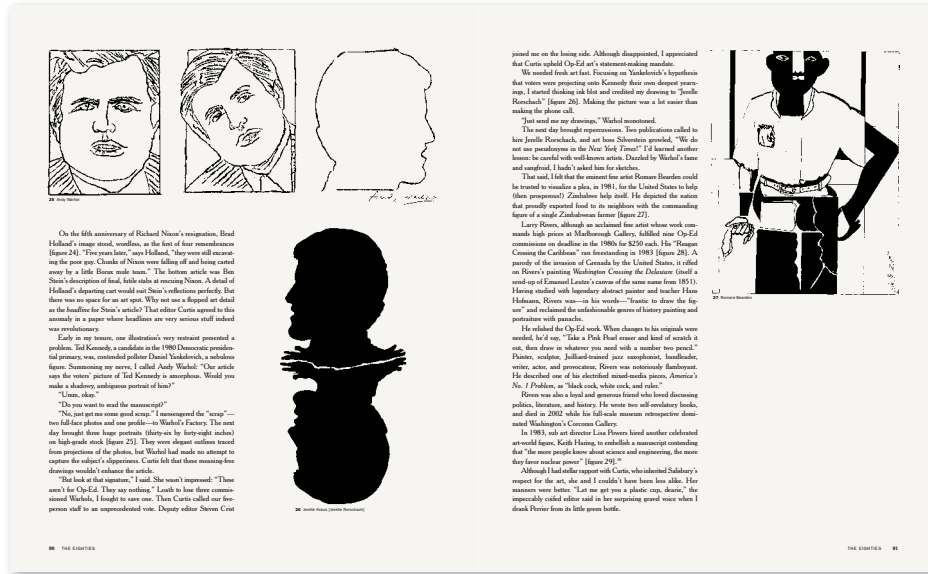 25 Andy Warhol
On the fifth anniversary of Richard Nixon's resignation, Brad
Holland's image stood, wordless, as the first of four remembrances
[figure 24]. "Five years later," says Holland, "they were still excavat-
ing the poor guy. Chunks of Nixon were falling off and being carted
away by a little Borax mule team." The bottom article was Ben
Stein's description of final, futile stabs at rescuing Nixon. A detail of
Holland's departing cart would suit Stein's reflections perfectly. But
there was no space for an art spot. Why not use a flopped art detail
as the headline for Stein's article? That editor Curtis agreed to this
anomaly in a paper where headlines are very serious stuff indeed
was revolutionary.
Early in my tenure, one illustration's very restraint presented a
problem. Ted Kennedy, a candidate in the 1980 Democratic presiden-
tial primary, was, contended pollster Daniel Yankelovich, a nebulous
figure. Summoning my nerve, I called Andy Warhol: "Our article
says the voters' picture of Ted Kennedy is amorphous. Would you
make a shadowy, ambiguous portrait of him?"
"Umm, okay."
"Do you want to read the manuscript?"
"No, just get me some good scrap." I messengered the "scrap"—
two full-face photos and one profile—to Warhol's Factory. The next
day brought three huge portraits (thirty-six by forty-eight inches)
on high-grade stock [figure 25]. They were elegant outlines traced
from projections of the photos, but Warhol had made no attempt to
capture the subject's slipperiness. Curtis felt that these meaning-free
drawings wouldn't enhance the article.
"But look at that signature," I said. She wasn't impressed: "These
aren't for Op-Ed. They say nothing." Loath to lose three commis-
sioned Warhols, I fought to save one. Then Curtis called our five-
person staff to an unprecedented vote. Deputy editor Steven Crist
26 Jerelle Kraus [Jerelle Rorschach]
90 THE EIGHTIES
joined me on the losing side. Although disappointed, I appreciated
that Curtis upheld Op-Ed art's statement-making mandate.
We needed fresh art fast. Focusing on Yankelovich's hypothesis
that voters were projecting onto Kennedy their own deepest yearn-
ings, I started thinking ink blot and credited my drawing to "Jerelle
Rorschach" [figure 26]. Making the picture was a lot easier than
making the phone call.
"Just send me my drawings," Warhol monotoned.
The next day brought repercussions. Two publications called to
hire Jerelle Rorschach, and art boss Silverstein growled, "We do
not use pseudonyms in the New York Times!" I'd learned another
lesson: be careful with well-known artists. Dazzled by Warhol's fame
and sangfroid, I hadn't asked him for sketches.
That said, I felt that the eminent fine artist Romare Bearden could
be trusted to visualize a plea, in 1981, for the United States to help
(then prosperous!) Zimbabwe help itself. He depicted the nation
that proudly exported food to its neighbors with the commanding
figure of a single Zimbabwean farmer [figure 27].
Larry Rivers, although an acclaimed fine artist whose work com-
mands high prices at Marlborough Gallery, fulfilled nine Op-Ed
commissions on deadline in the 1980s for $250 each. His "Reagan
Crossing the Caribbean" ran freestanding in 1983 [figure 28]. A
parody of the invasion of Grenada by the United States, it riffed
on Rivers's painting Washington Crossing the Delaware (itself a
send-up of Emanuel Leutze's canvas of the same name from 1851).
Having studied with legendary abstract painter and teacher Hans
Hofmann, Rivers was—in his words—"frantic to draw the fig-
ure" and reclaimed the unfashionable genres of history painting and
portraiture with panache.
He relished the Op-Ed work. When changes to his originals were
needed, he'd say, "Take a Pink Pearl eraser and kind of scratch it
out, then draw in whatever you need with a number two pencil."
Painter, sculptor, Juilliard-trained jazz saxophonist, bandleader,
writer, actor, and provocateur, Rivers was notoriously flamboyant.
He described one of his electrified mixed-media pieces, America's
No. 1 Problem, as "black cock, white cock, and ruler."
Rivers was also a loyal and generous friend who loved discussing
politics, literature, and history. He wrote two self-revelatory books,
and died in 2002 while his full-scale museum retrospective domi-
nated Washington's Corcoran Gallery.
In 1983, sub art director Lisa Powers hired another celebrated
art-world figure, Keith Haring, to embellish a manuscript contending
that "the more people know about science and engineering, the more
they favor nuclear power" [figure 29].
Although I had stellar rapport with Curtis, who inherited Salisbury's
respect for the art, she and I couldn't have been less alike. Her
manners were better. "Let me get you a plastic cup, dearie," the
impeccably coifed editor said in her surprising gravel voice when I
drank Perrier from its little green bottle.
27 Romare Bearden
THE EIGHTIES 91